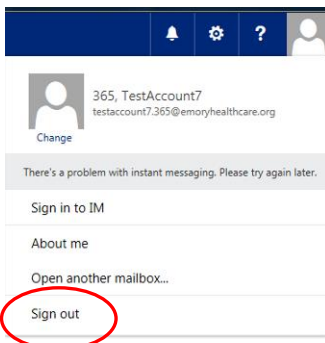 ?
365, TestAccount7
testaccount7.365@emoryhealthcare.org
Change
There's a problem with instant messaging. Please try again later.
Sign in to IM
About me
Open another mailbox...
Sign out